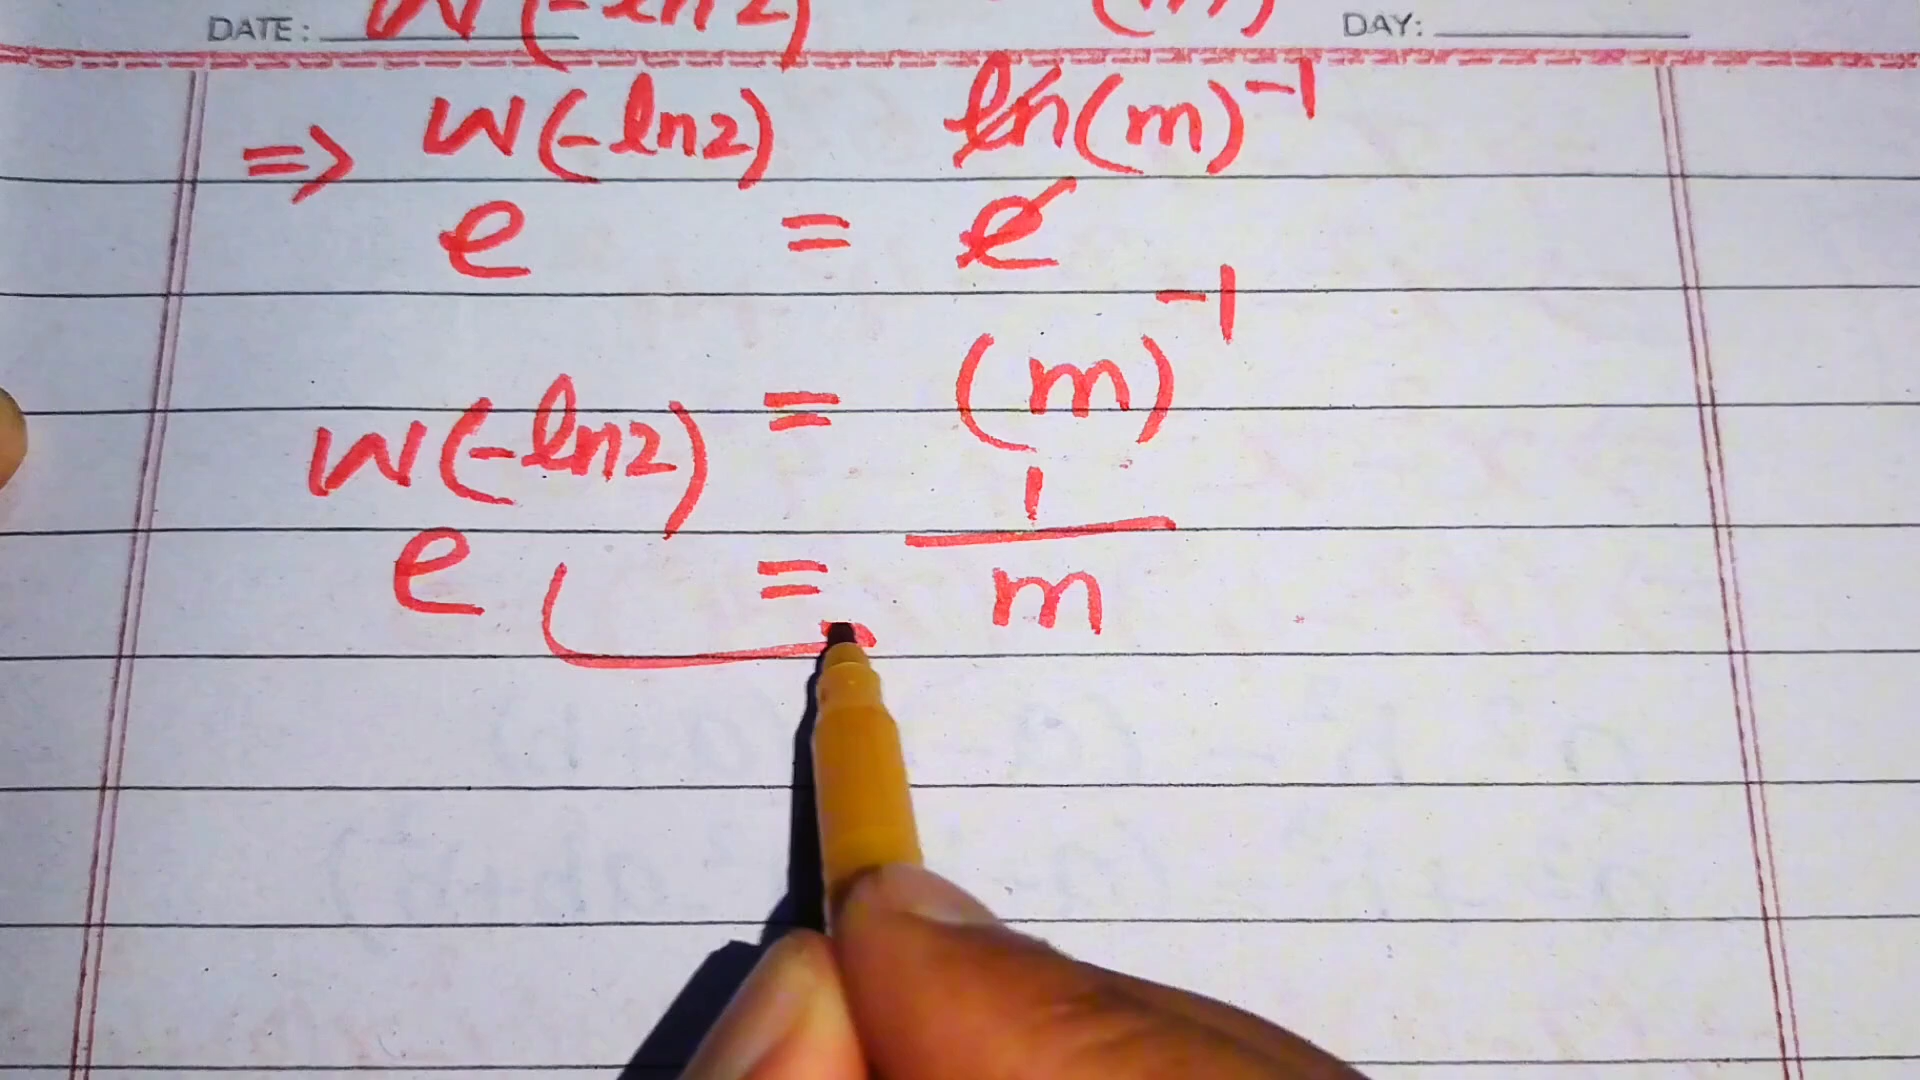 DATE: W(-ln2) (m) DAY:
=> e^W(-ln2) = e^ln(m)^-1
e^W(-ln2) = (m)^-1
= 1/m